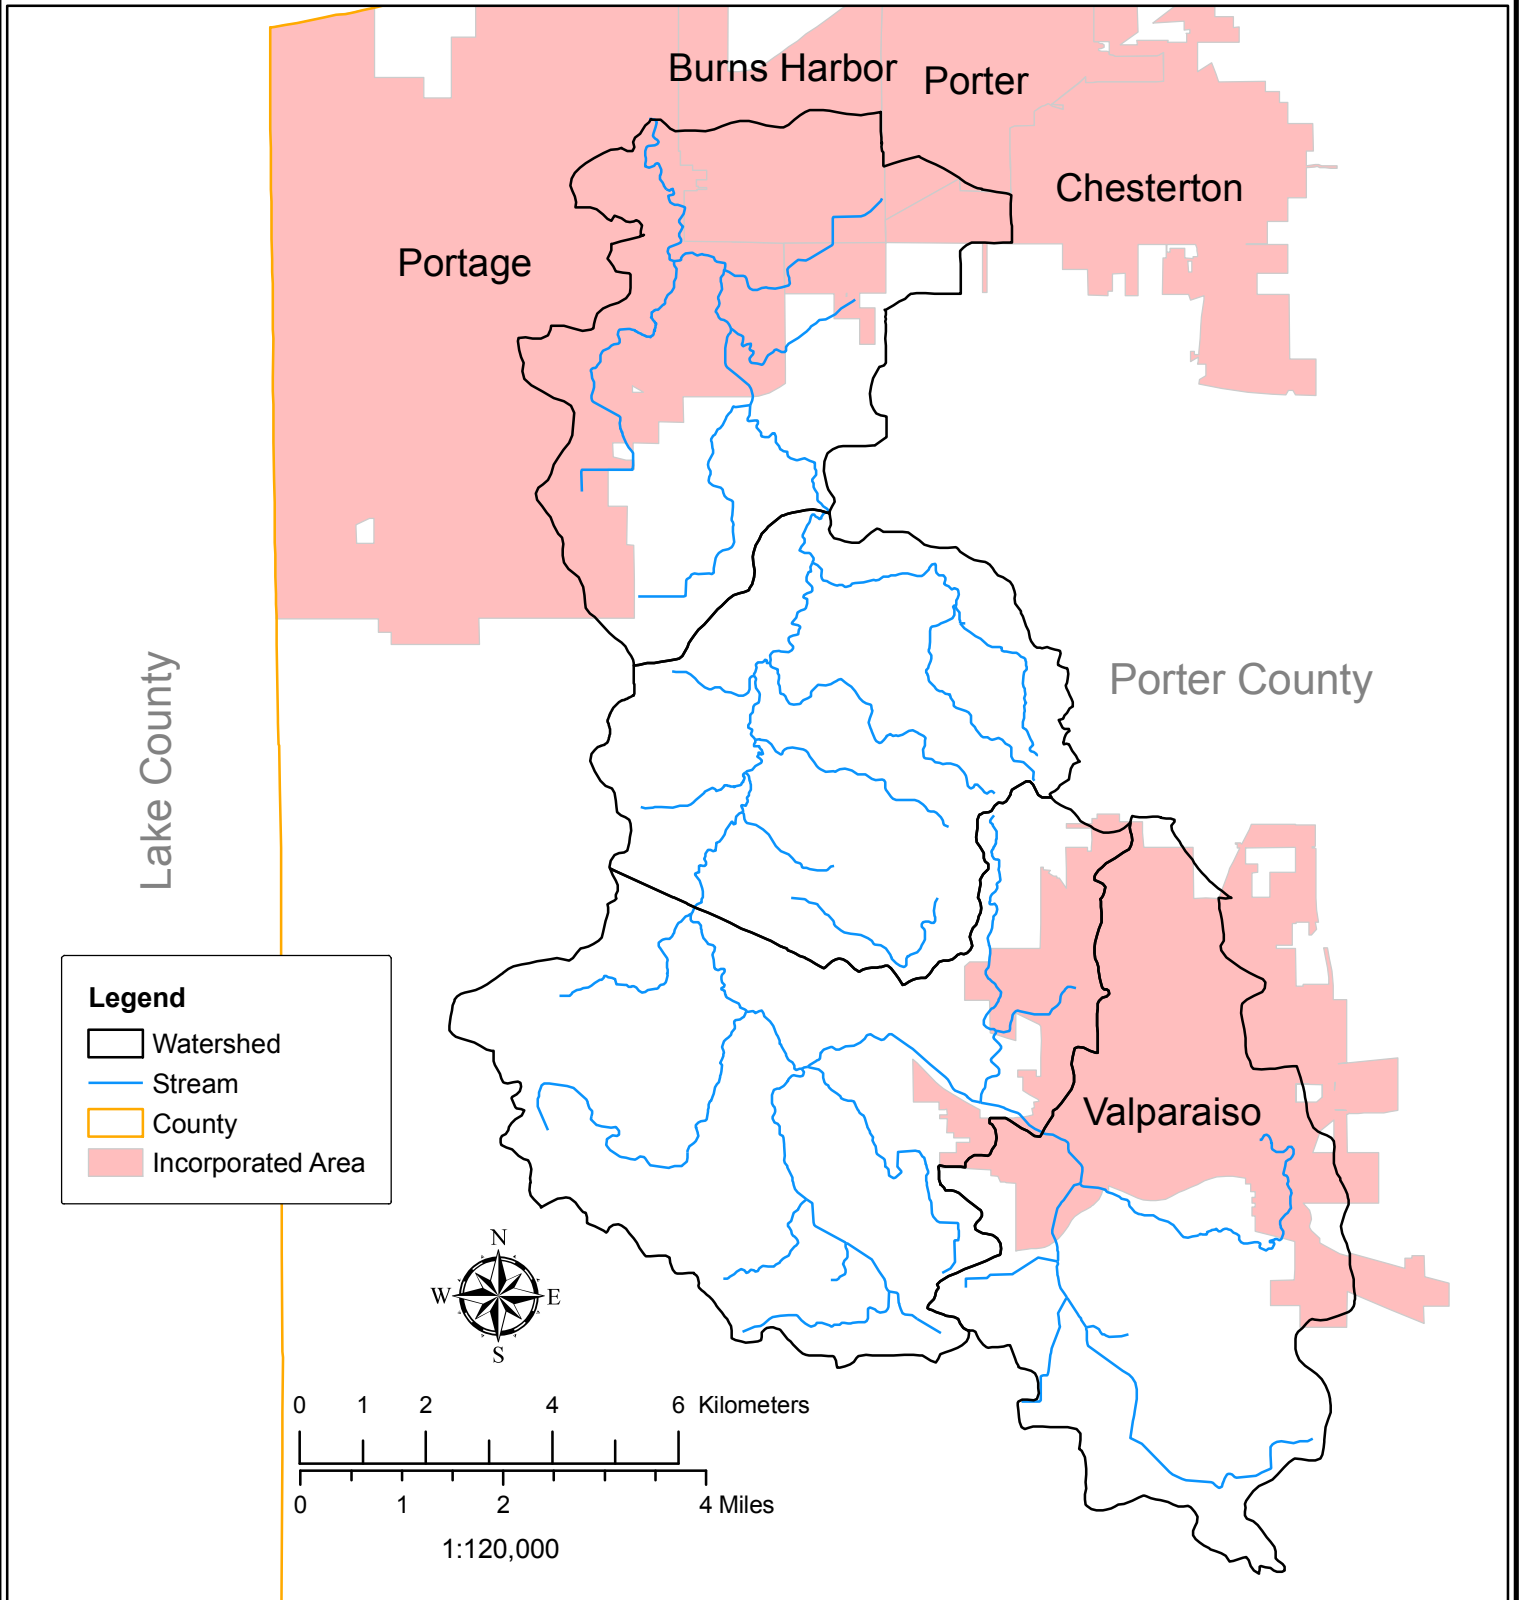 Burns Harbor
Porter
Chesterton
Portage
Lake County
Porter County
Valparaiso
Legend
Watershed
Stream
County
Incorporated Area
N
W E
S
0 1 2 4 6 Kilometers
0 1 2 4 Miles
1:120,000